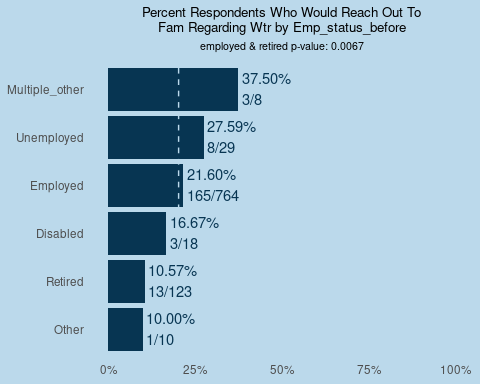 Percent Respondents Who Would Reach Out To
Fam Regarding Wtr by Emp_status_before
employed & retired p-value: 0.0067
Multiple_other
37.50%
3/8
Unemployed
27.59%
8/29
Employed
21.60%
165/764
Disabled
16.67%
3/18
Retired
10.57%
13/123
Other
10.00%
1/10
0% 25% 50% 75% 100%